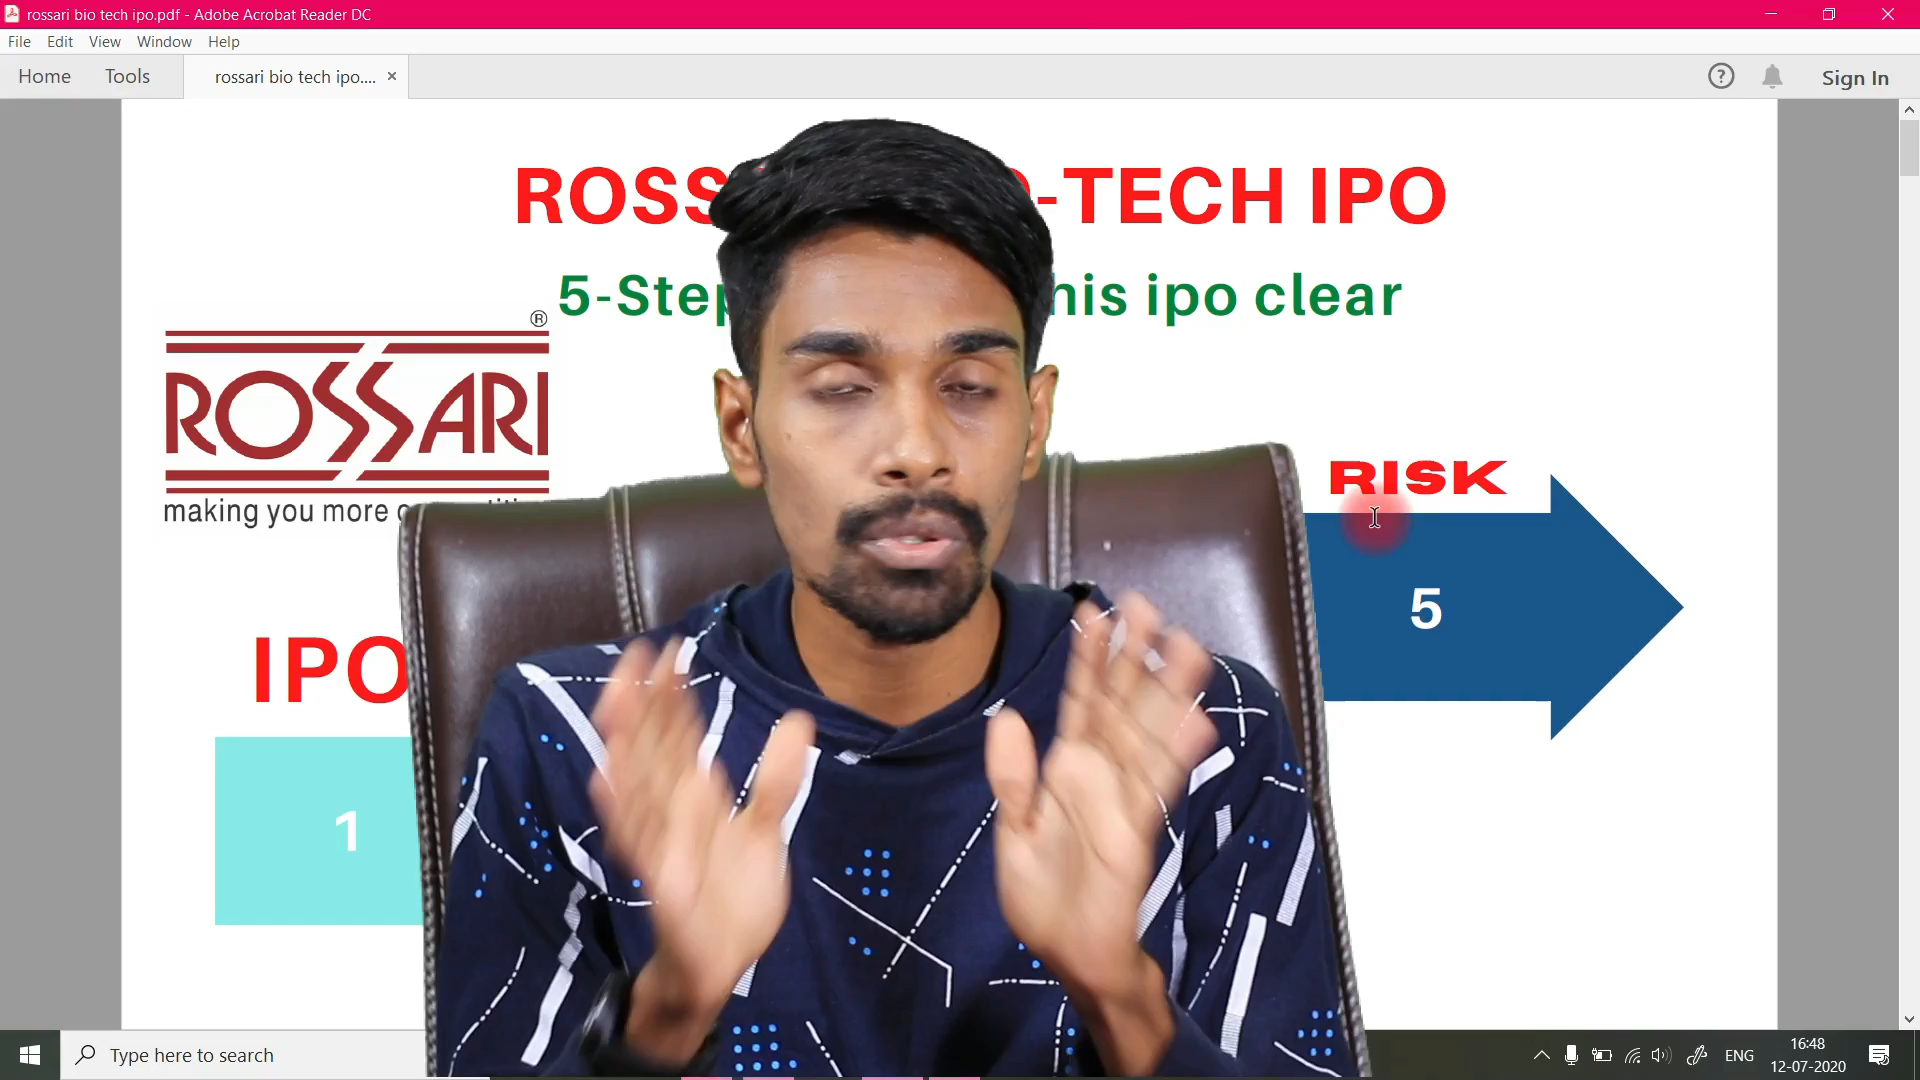 rossari bio tech ipo.pdf - Adobe Acrobat Reader DC
File Edit View Window Help
Home Tools rossari bio tech ipo.... ×
? Sign In
-TECH IPO
5-Step his ipo clear
®
ROSSARI
making you more
RISK
5
IPO
1
Type here to search
ENG
16:48
12-07-2020